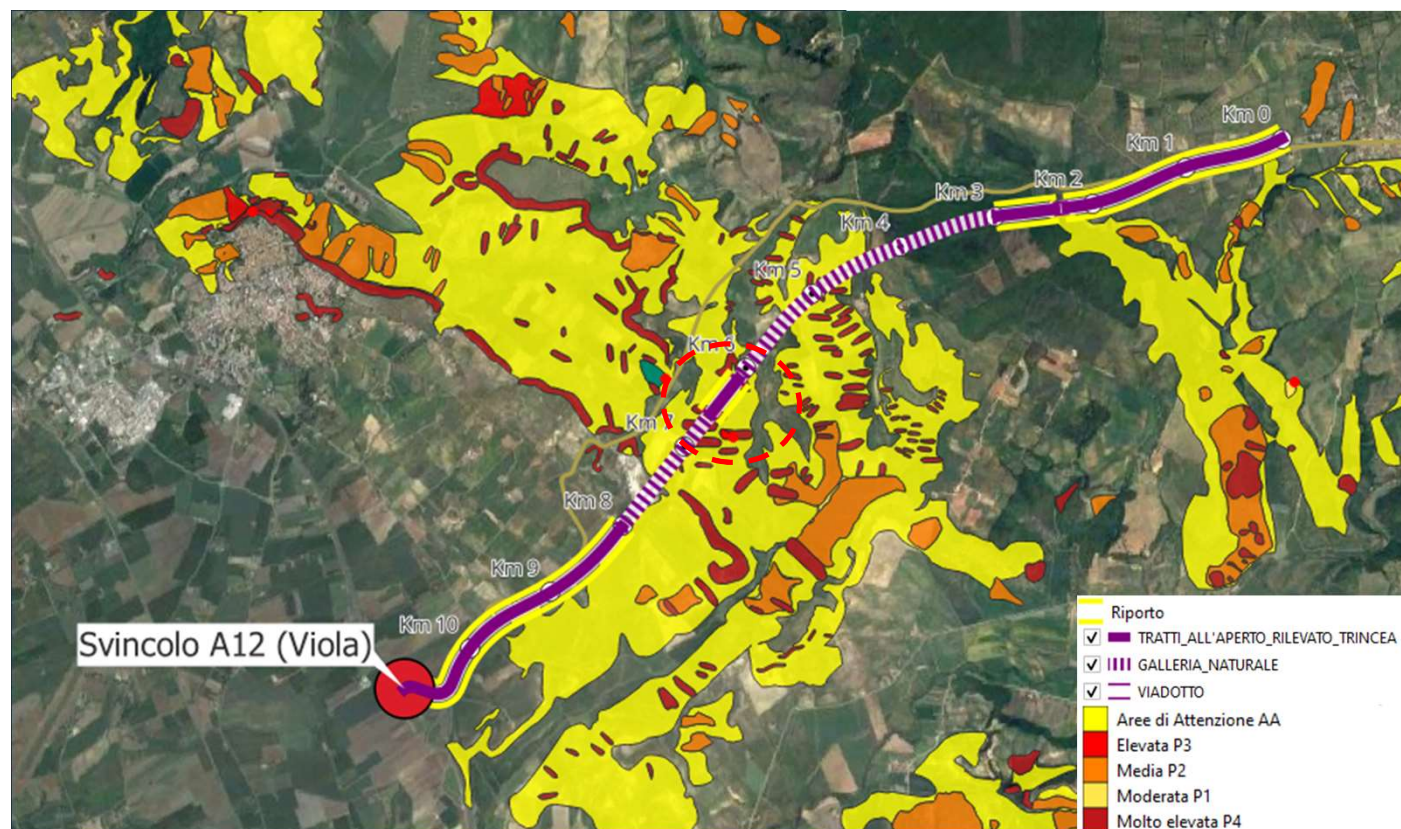 Km 0
Km 1
Km 2
Km 3
Km 4
Km 5
Km 6
Km 7
Km 8
Km 9
Km 10
Svincolo A12 (Viola)
Riporto
TRATTI_ALL'APERTO_RILEVATO_TRINCEA
GALLERIA_NATURALE
VIADOTTO
Aree di Attenzione AA
Elevata P3
Media P2
Moderata P1
Molto elevata P4